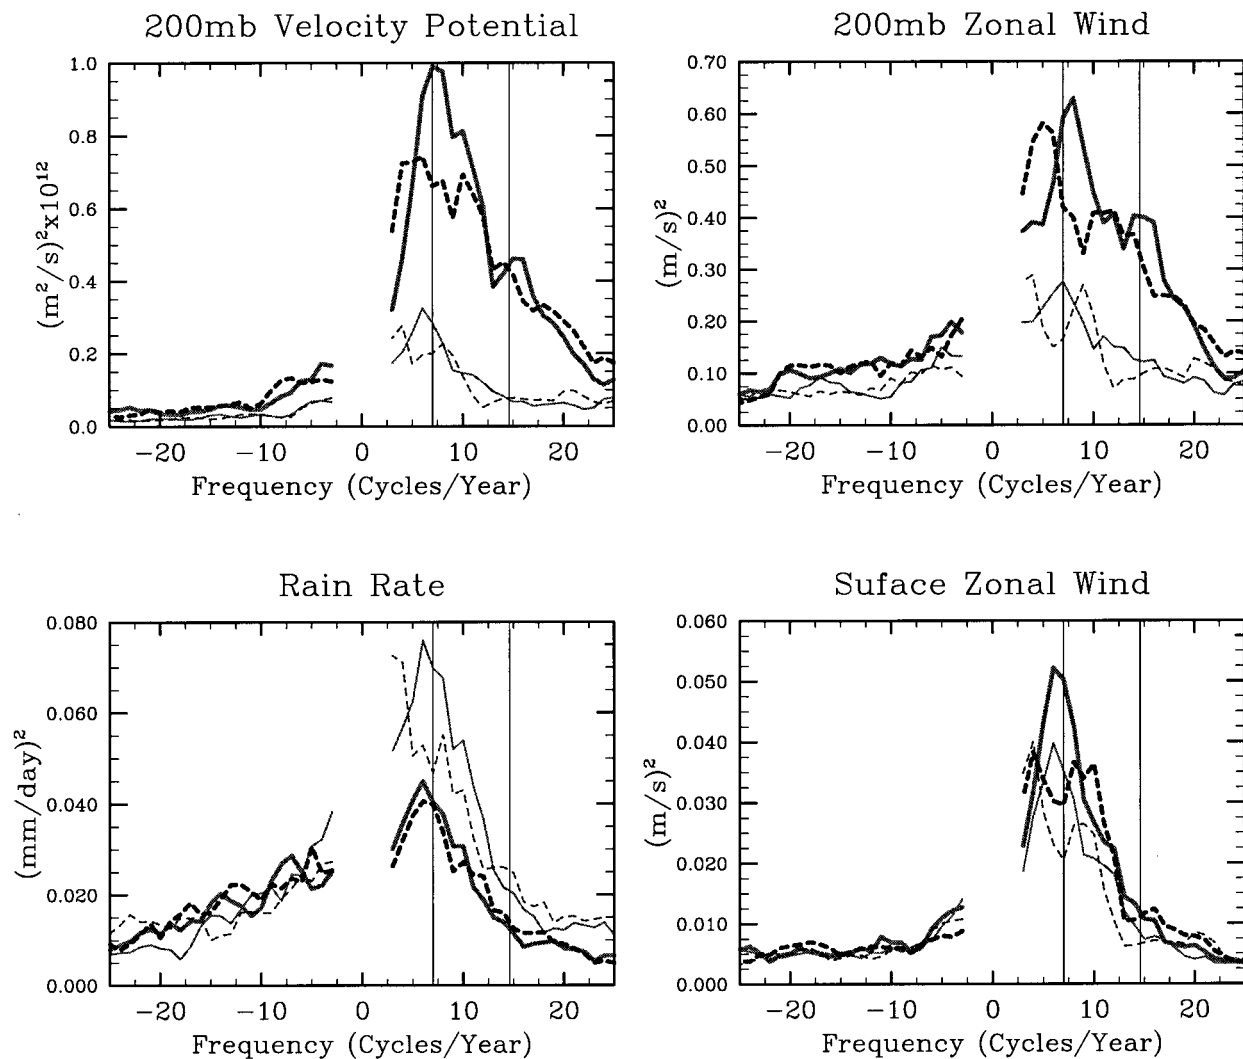 200mb Velocity Potential
1.0
0.8
0.6
0.4
0.2
0.0
(m²/s)²x10¹²
−20 −10 0 10 20
Frequency (Cycles/Year)
200mb Zonal Wind
0.70
0.60
0.50
0.40
0.30
0.20
0.10
0.00
(m/s)²
−20 −10 0 10 20
Frequency (Cycles/Year)
Rain Rate
0.080
0.060
0.040
0.020
0.000
(mm/day)²
−20 −10 0 10 20
Frequency (Cycles/Year)
Suface Zonal Wind
0.060
0.050
0.040
0.030
0.020
0.010
0.000
(m/s)²
−20 −10 0 10 20
Frequency (Cycles/Year)